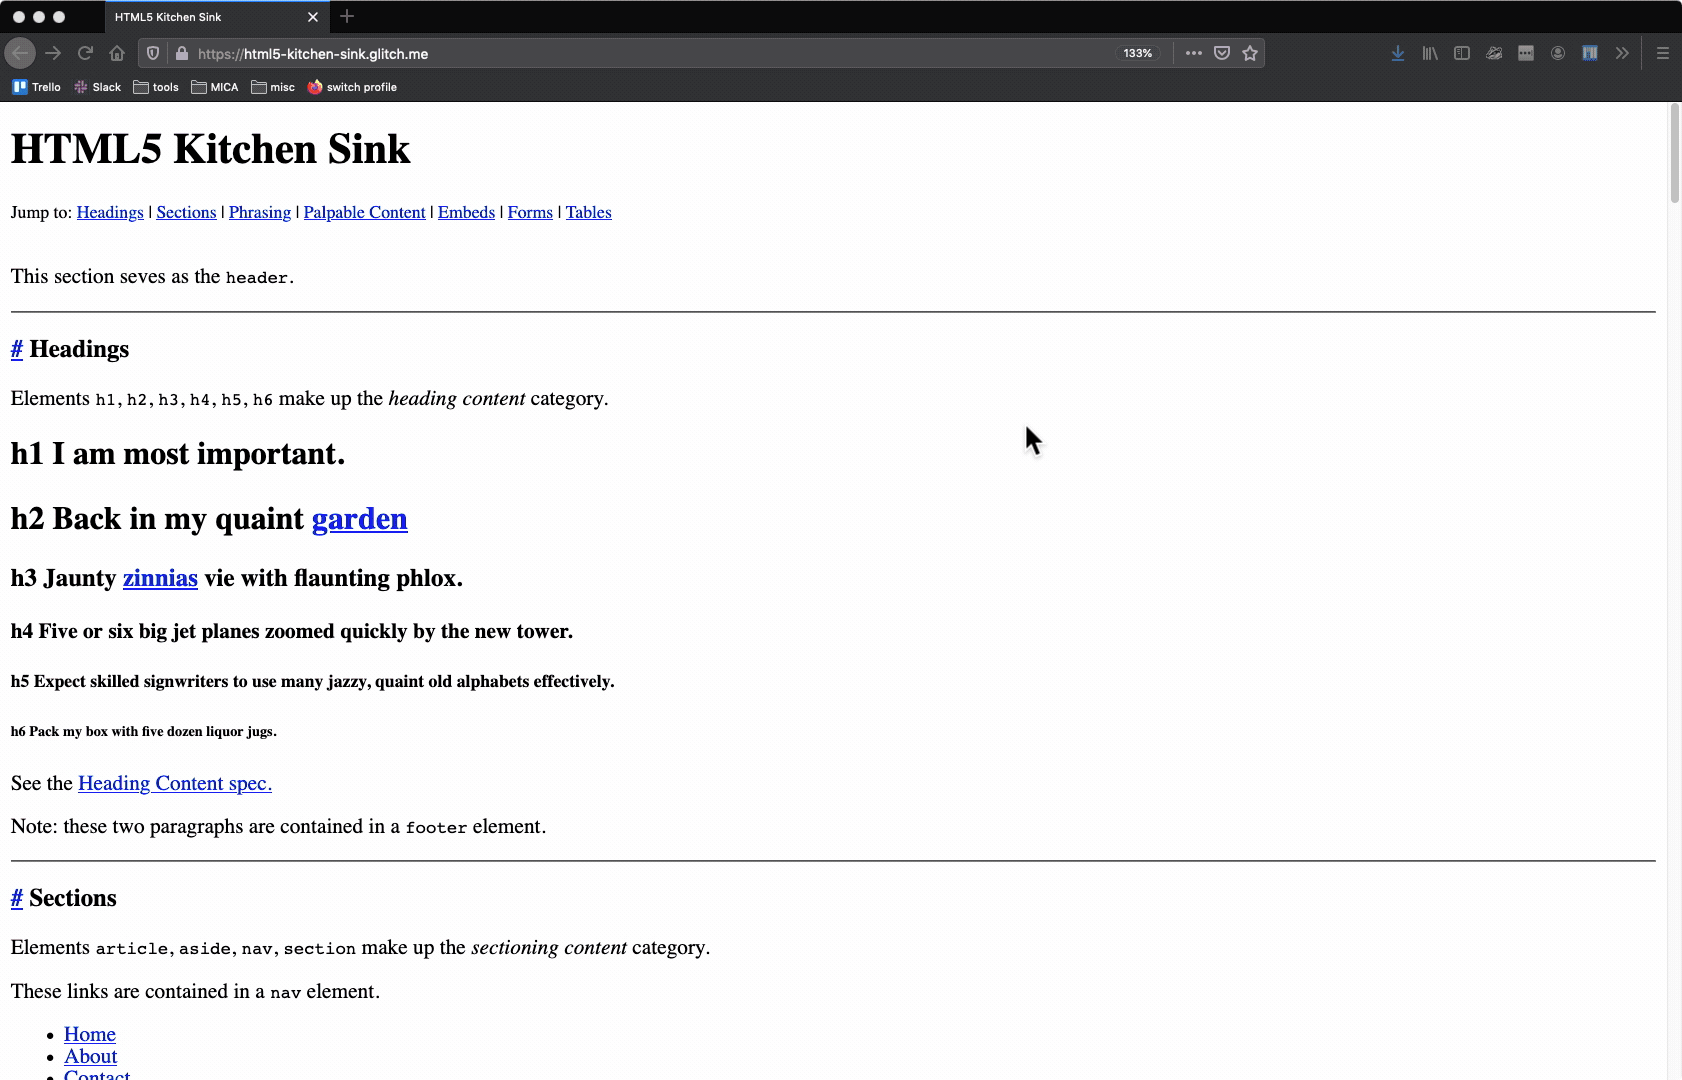 HTML5 Kitchen Sink
https://html5-kitchen-sink.glitch.me 133%
Trello Slack tools MICA misc switch profile
HTML5 Kitchen Sink
Jump to: Headings | Sections | Phrasing | Palpable Content | Embeds | Forms | Tables
This section seves as the header.
# Headings
Elements h1, h2, h3, h4, h5, h6 make up the heading content category.
h1 I am most important.
h2 Back in my quaint garden
h3 Jaunty zinnias vie with flaunting phlox.
h4 Five or six big jet planes zoomed quickly by the new tower.
h5 Expect skilled signwriters to use many jazzy, quaint old alphabets effectively.
h6 Pack my box with five dozen liquor jugs.
See the Heading Content spec.
Note: these two paragraphs are contained in a footer element.
# Sections
Elements article, aside, nav, section make up the sectioning content category.
These links are contained in a nav element.
• Home
• About
• Contact